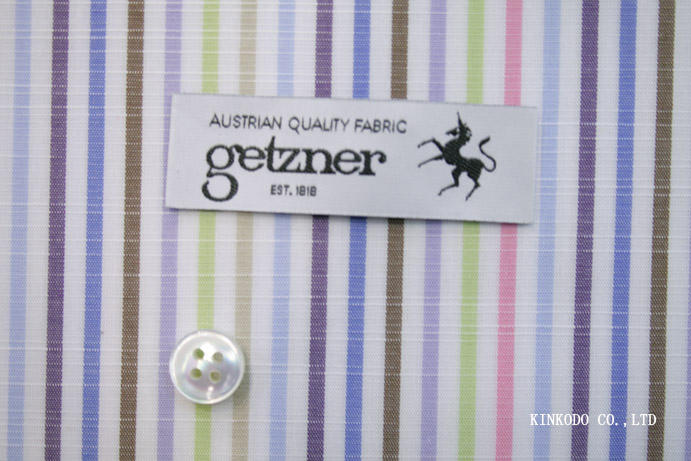 AUSTRIAN QUALITY FABRIC
getzner
EST. 1818
KINKODO CO.,LTD